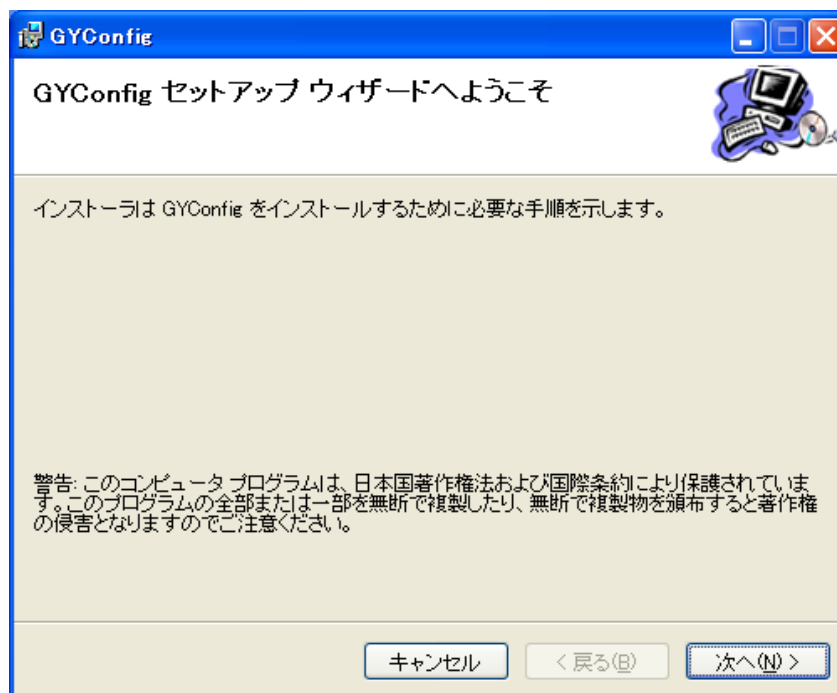 GYConfig
GYConfig セットアップ ウィザードへようこそ
インストーラは GYConfig をインストールするために必要な手順を示します。
警告: このコンピュータ プログラムは、日本国著作権法および国際条約により保護されていま
す。このプログラムの全部または一部を無断で複製したり、無断で複製物を頒布すると著作権
の侵害となりますのでご注意ください。
キャンセル
< 戻る(B)
次へ(N) >